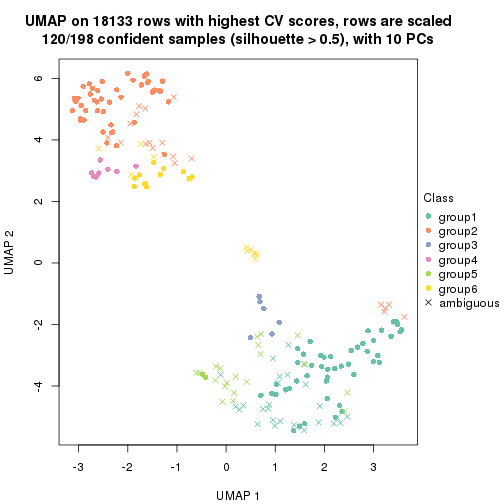 UMAP on 18133 rows with highest CV scores, rows are scaled
120/198 confident samples (silhouette > 0.5), with 10 PCs
6
4
2
0
-2
-4
UMAP 2
-3
-2
-1
0
1
2
3
UMAP 1
Class
group1
group2
group3
group4
group5
group6
ambiguous